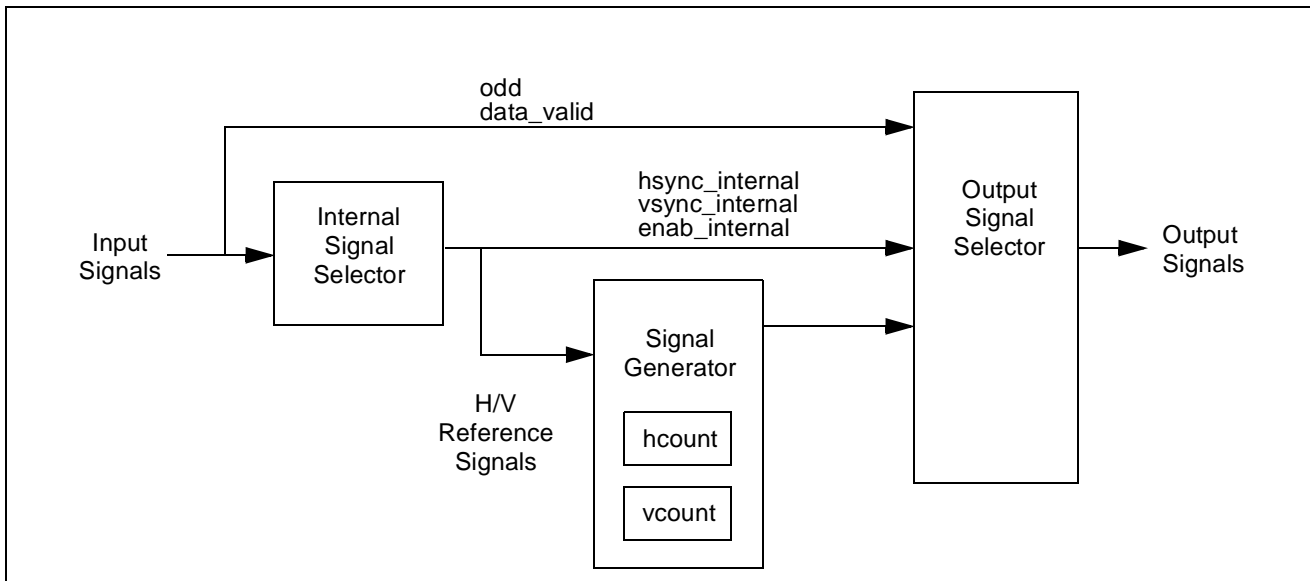 odd
data_valid
hsync_internal
vsync_internal
enab_internal
Input
Signals
Internal
Signal
Selector
Output
Signal
Selector
Output
Signals
Signal
Generator
H/V
Reference
Signals
hcount
vcount